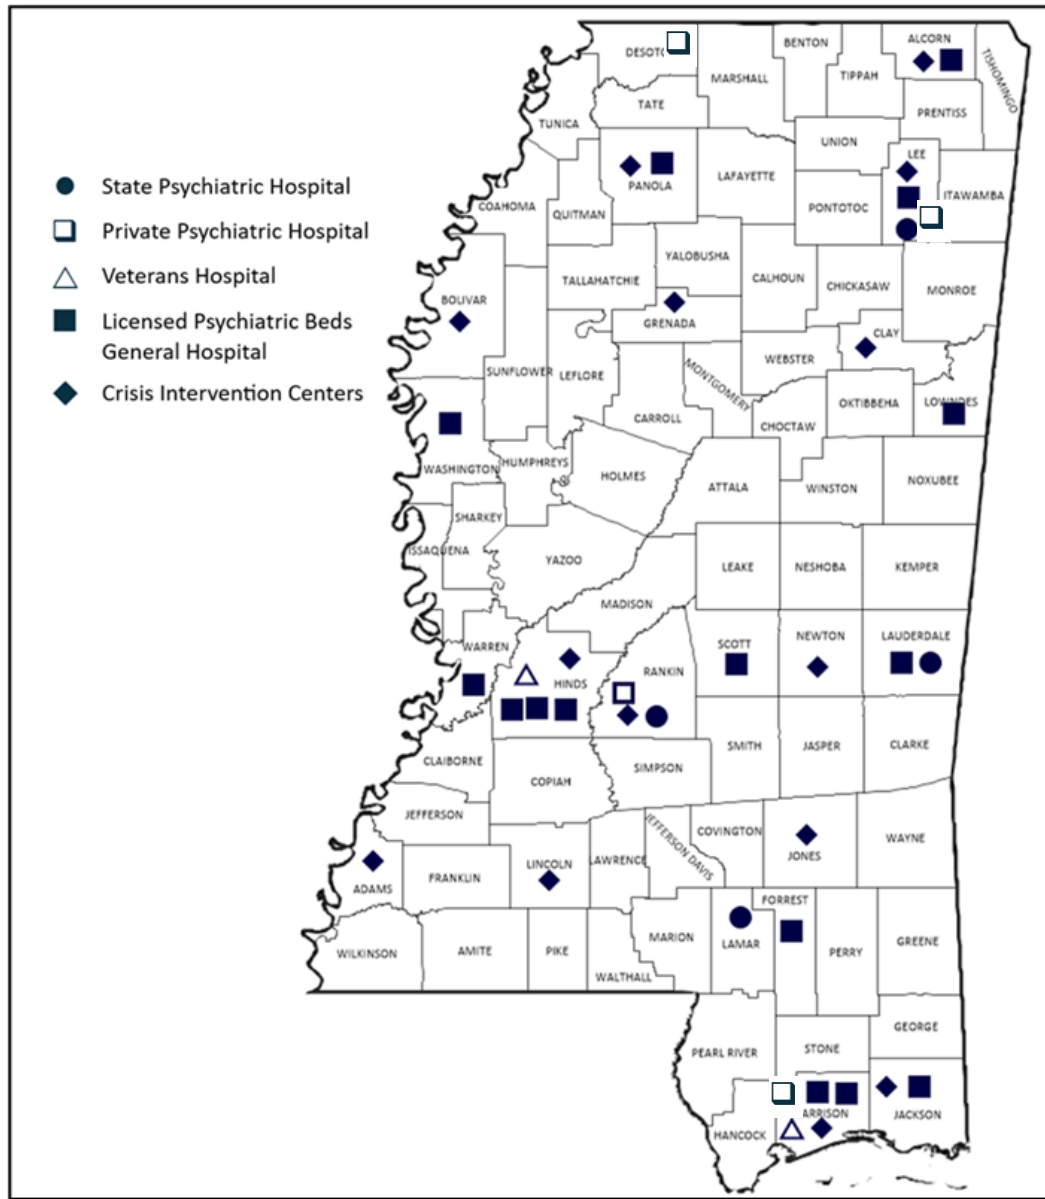 State Psychiatric Hospital
Private Psychiatric Hospital
Veterans Hospital
Licensed Psychiatric Beds
General Hospital
Crisis Intervention Centers
DESOTO
BENTON
ALCORN
TISHOMINGO
MARSHALL
TIPPAH
TATE
PRENTISS
TUNICA
UNION
LEE
PANOLA
LAFAYETTE
ITAWAMBA
COAHOMA
QUITMAN
PONTOTOC
YALOBUSHA
TALLAHATCHIE
CALHOUN
CHICKASAW
MONROE
BOLIVAR
GRENADA
CLAY
WEBSTER
SUNFLOWER
LEFLORE
MONTGOMERY
OKTIBBEHA
LOWNDES
CARROLL
CHOCTAW
WASHINGTON
HUMPHREYS
HOLMES
ATTALA
WINSTON
NOXUBEE
SHARKEY
ISSAQUENA
YAZOO
LEAKE
NESHOBA
KEMPER
MADISON
WARREN
SCOTT
NEWTON
LAUDERDALE
HINDS
RANKIN
CLAIBORNE
SMITH
JASPER
CLARKE
COPIAH
SIMPSON
JEFFERSON
JEFFERSON DAVIS
COVINGTON
JONES
WAYNE
ADAMS
FRANKLIN
LINCOLN
LAWRENCE
FORREST
WILKINSON
AMITE
PIKE
WALTHALL
MARION
LAMAR
PERRY
GREENE
GEORGE
PEARL RIVER
STONE
ARRISON
JACKSON
HANCOCK